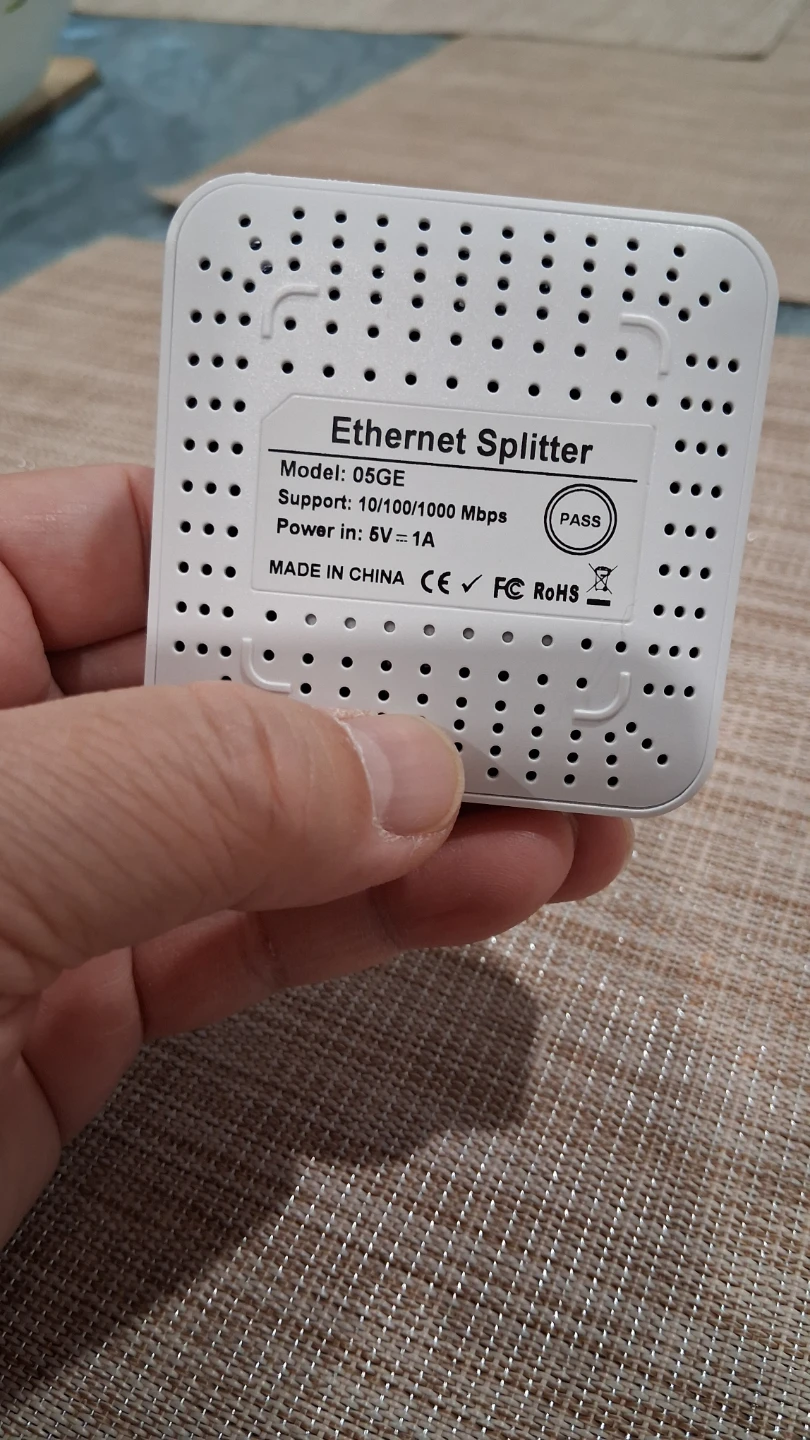 Ethernet Splitter
Model: 05GE
Support: 10/100/1000 Mbps
Power in: 5V⎓1A
PASS
MADE IN CHINA CE ✓ FC RoHS